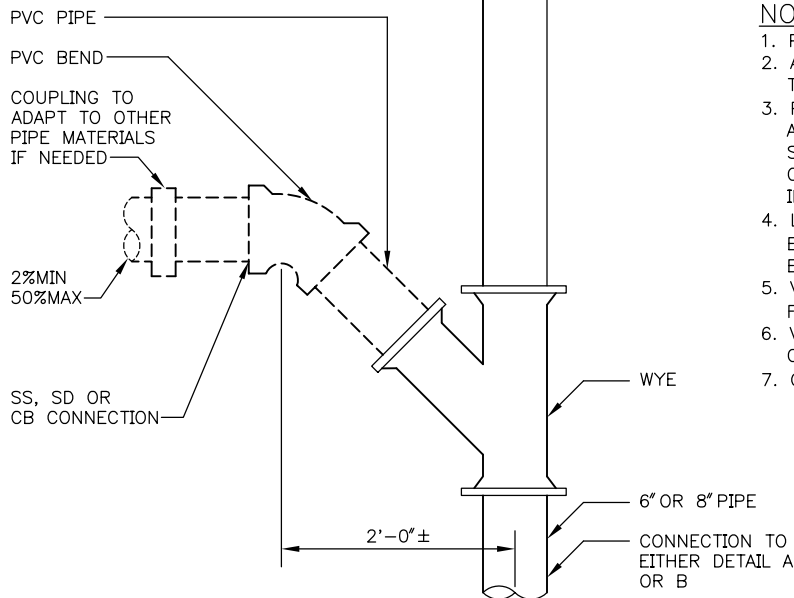 PVC PIPE
PVC BEND
COUPLING TO
ADAPT TO OTHER
PIPE MATERIALS
IF NEEDED
2%MIN
50%MAX
SS, SD OR
CB CONNECTION
2'-0"±
WYE
6" OR 8" PIPE
CONNECTION TO
EITHER DETAIL A
OR B
1.
2.
3.
4.
5.
6.
7.